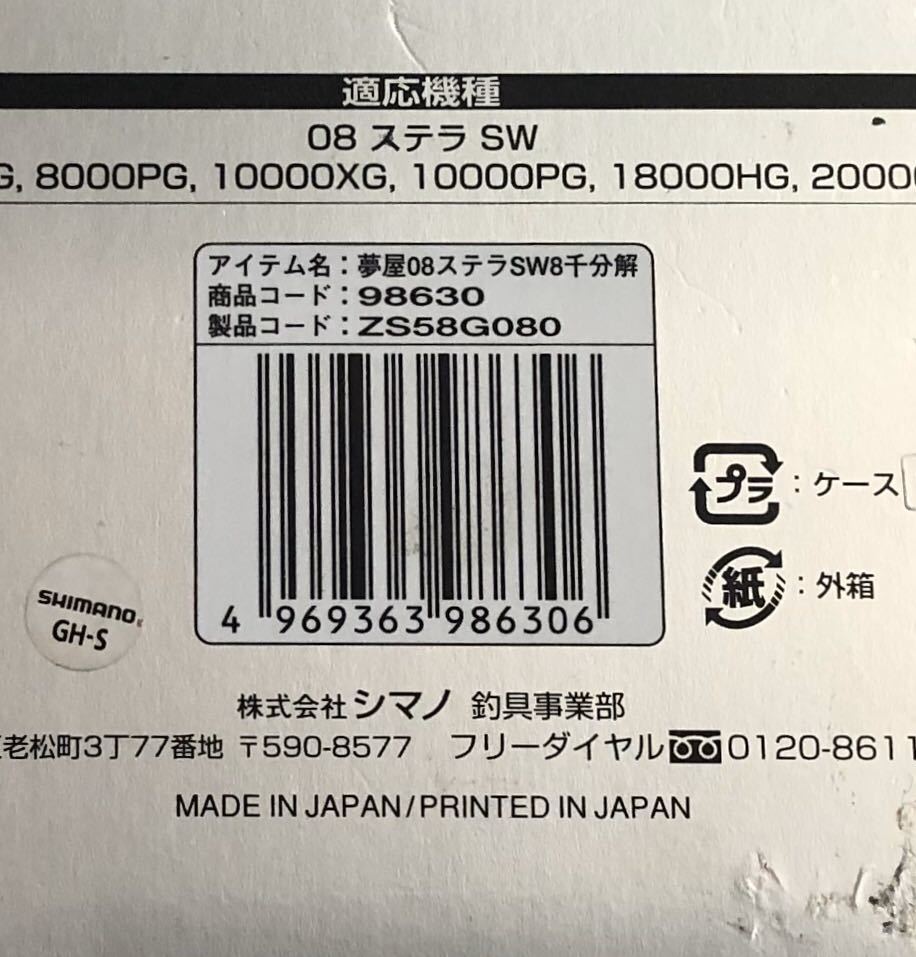 適応機種
08 ステラ SW
G, 8000PG, 10000XG, 10000PG, 18000HG, 20000
アイテム名：夢屋08ステラSW8千分解
商品コード：98630
製品コード：ZS58G080
4 969363 986306
プラ：ケース
紙：外箱
SHIMANO
GH-S
株式会社シマノ 釣具事業部
老松町3丁77番地 〒590-8577 フリーダイヤル 0120-8611
MADE IN JAPAN/PRINTED IN JAPAN